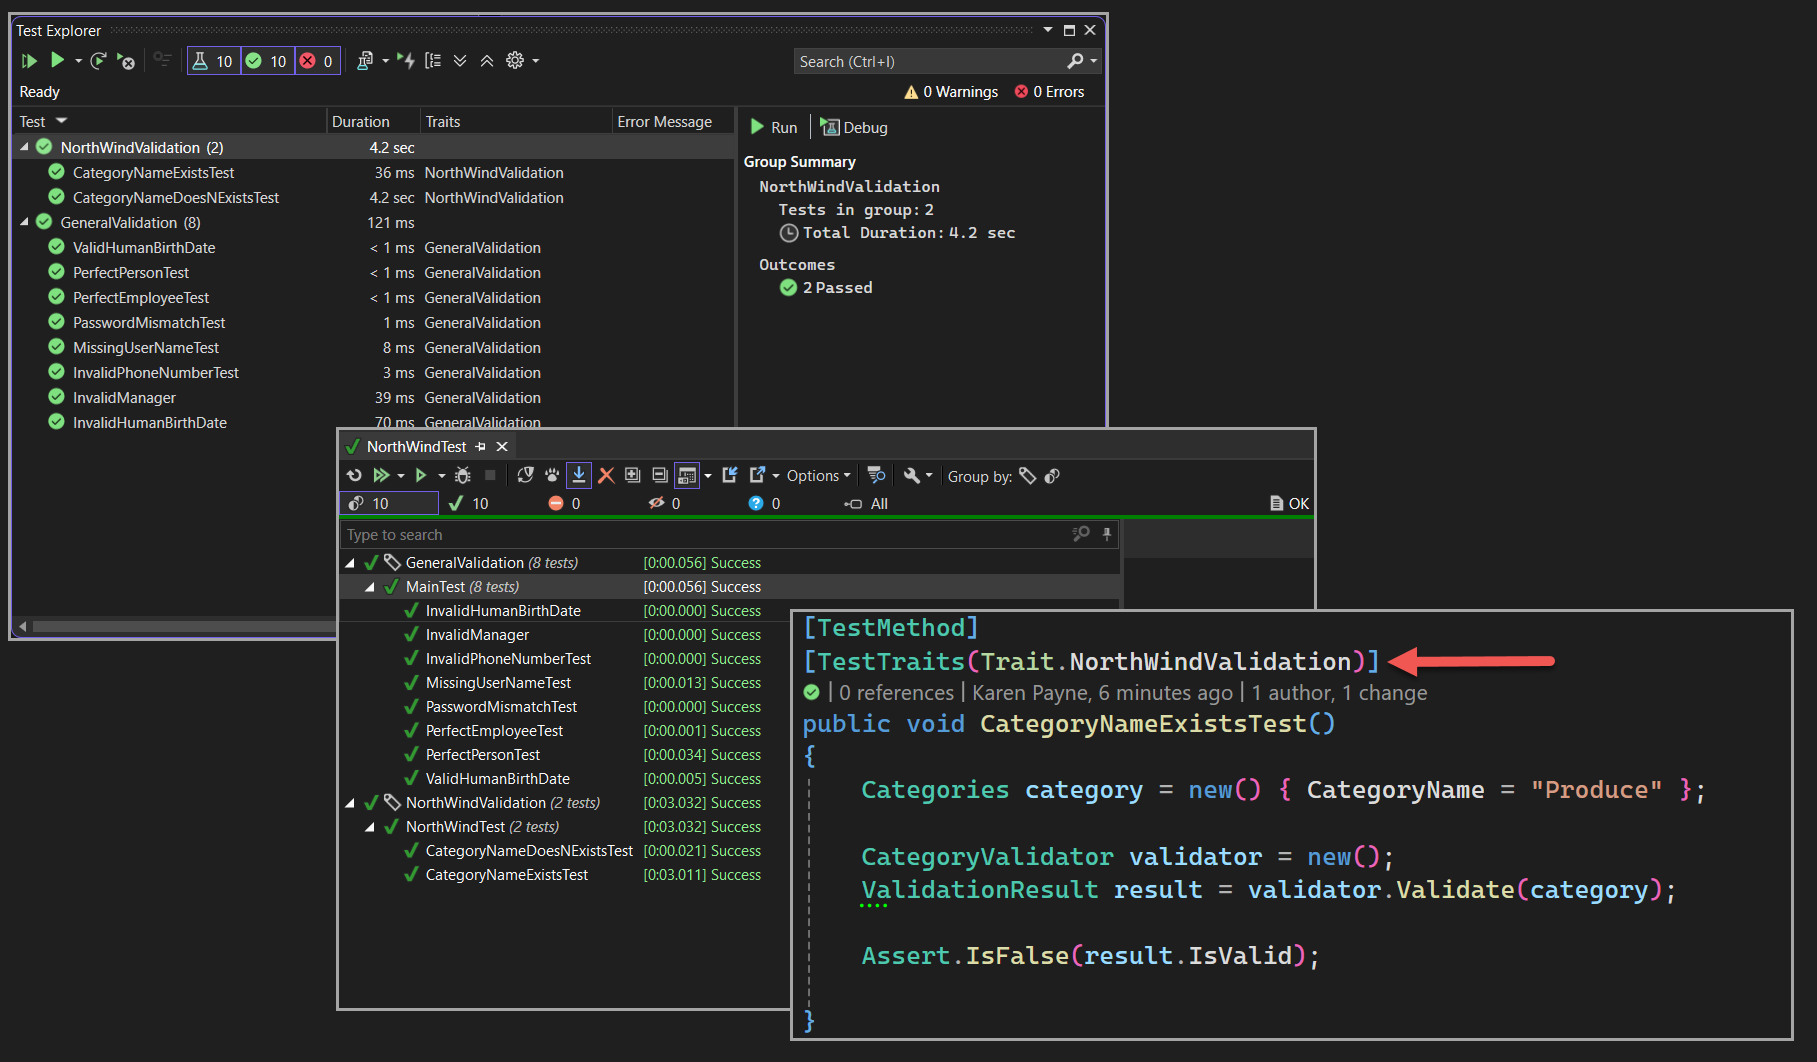 Test Explorer
10 10 0
Search (Ctrl+I)
Ready
0 Warnings 0 Errors
Test Duration Traits Error Message
NorthWindValidation (2) 4.2 sec
CategoryNameExistsTest 36 ms NorthWindValidation
CategoryNameDoesNExistsTest 4.2 sec NorthWindValidation
GeneralValidation (8) 121 ms
ValidHumanBirthDate < 1 ms GeneralValidation
PerfectPersonTest < 1 ms GeneralValidation
PerfectEmployeeTest < 1 ms GeneralValidation
PasswordMismatchTest 1 ms GeneralValidation
MissingUserNameTest 8 ms GeneralValidation
InvalidPhoneNumberTest 3 ms GeneralValidation
InvalidManager 39 ms GeneralValidation
InvalidHumanBirthDate 70 ms GeneralValidation
Run Debug
Group Summary
NorthWindValidation
Tests in group: 2
Total Duration: 4.2 sec
Outcomes
2 Passed
NorthWindTest
Options Group by:
10 10 0 0 0 All OK
Type to search
GeneralValidation (8 tests) [0:00.056] Success
MainTest (8 tests) [0:00.056] Success
InvalidHumanBirthDate [0:00.000] Success
InvalidManager [0:00.000] Success
InvalidPhoneNumberTest [0:00.000] Success
MissingUserNameTest [0:00.013] Success
PasswordMismatchTest [0:00.000] Success
PerfectEmployeeTest [0:00.001] Success
PerfectPersonTest [0:00.034] Success
ValidHumanBirthDate [0:00.005] Success
NorthWindValidation (2 tests) [0:03.032] Success
NorthWindTest (2 tests) [0:03.032] Success
CategoryNameDoesNExistsTest [0:00.021] Success
CategoryNameExistsTest [0:03.011] Success
[TestMethod]
[TestTraits(Trait.NorthWindValidation)]
| 0 references | Karen Payne, 6 minutes ago | 1 author, 1 change
public void CategoryNameExistsTest()
{
Categories category = new() { CategoryName = "Produce" };
CategoryValidator validator = new();
ValidationResult result = validator.Validate(category);
Assert.IsFalse(result.IsValid);
}